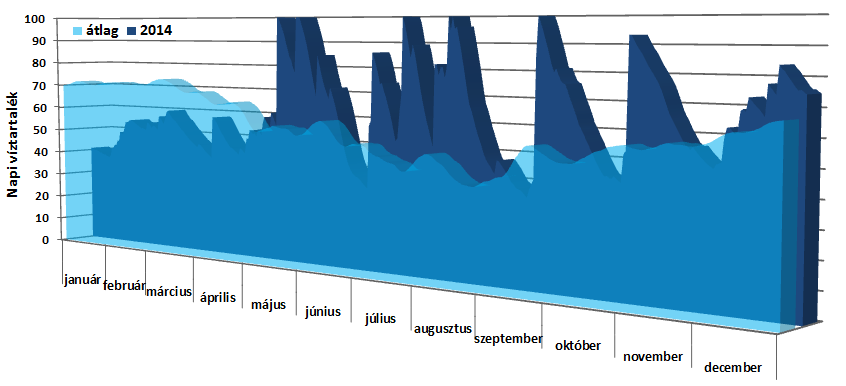 átlag 2014
Napi víztartalék
100
90
80
70
60
50
40
30
20
10
0
január
február
március
április
május
június
július
augusztus
szeptember
október
november
december